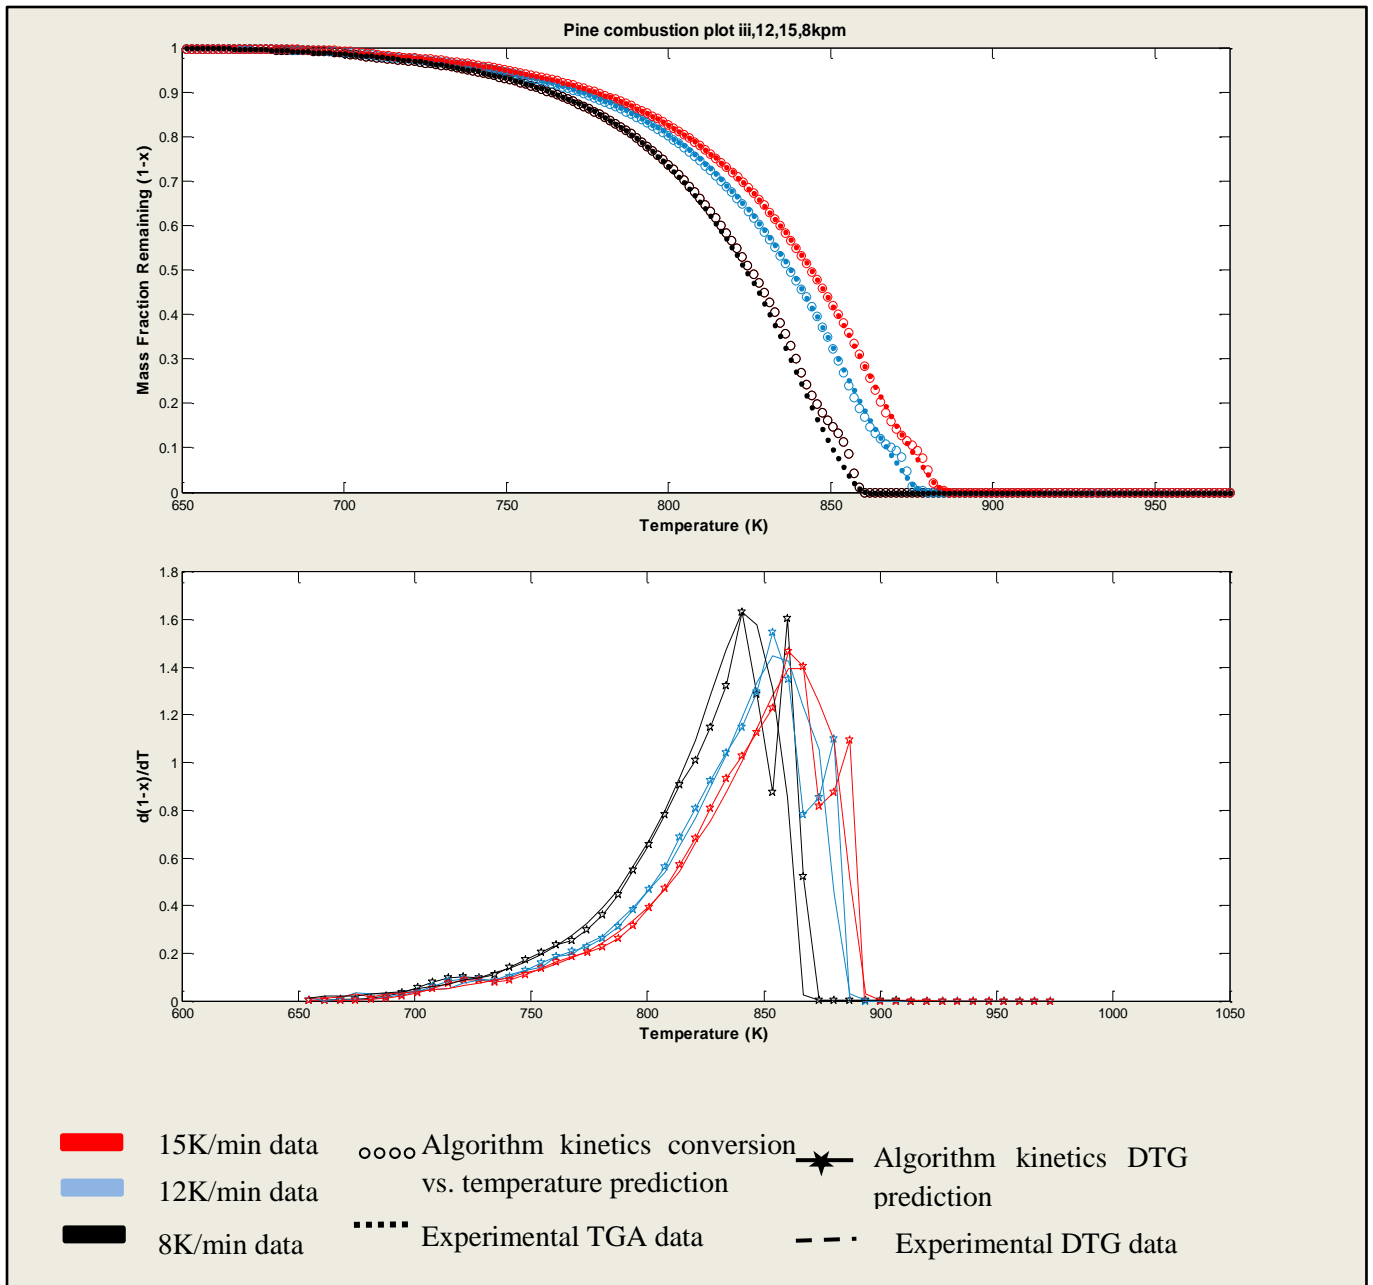 Pine combustion plot iii,12,15,8kpm
1
0.9
0.8
0.7
0.6
0.5
0.4
0.3
0.2
0.1
0
Mass Fraction Remaining (1-x)
650 700 750 800 850 900 950
Temperature (K)
1.8
1.6
1.4
1.2
1
0.8
0.6
0.4
0.2
0
d(1-x)/dT
600 650 700 750 800 850 900 950 1000 1050
Temperature (K)
15K/min data
12K/min data
8K/min data
Algorithm kinetics conversion
vs. temperature prediction
Experimental TGA data
Algorithm kinetics DTG
prediction
Experimental DTG data